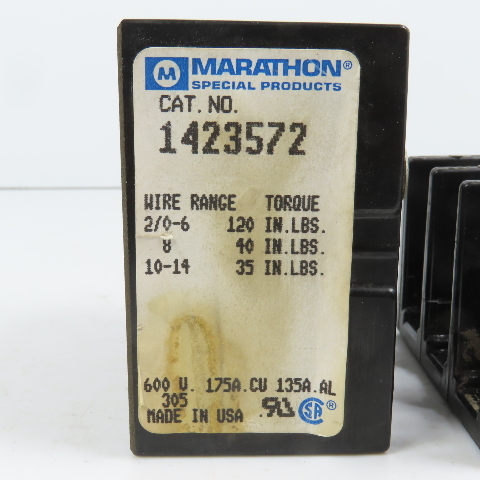 M MARATHON®
SPECIAL PRODUCTS
CAT.NO.
1423572
WIRE RANGE TORQUE
2/0-6 120 IN.LBS.
8 40 IN.LBS.
10-14 35 IN.LBS.
600 V. 175A.CU 135A.AL
305
MADE IN USA